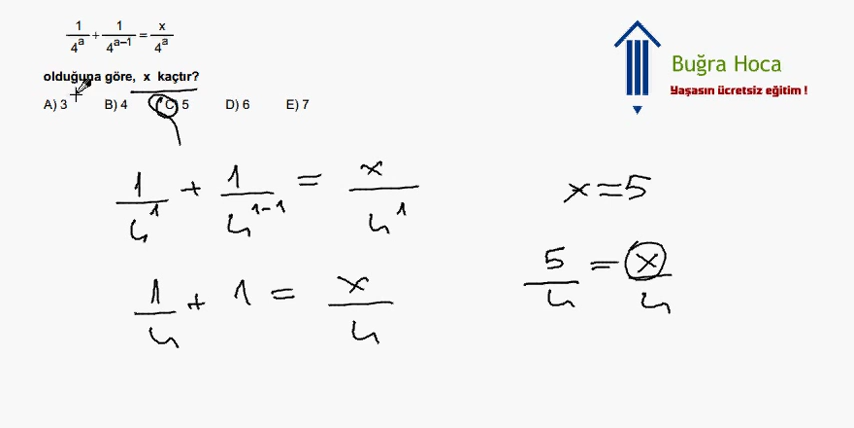 1/4^a + 1/4^(a–1) = x/4^a
olduğuna göre, x kaçtır?
A) 3 B) 4 C) 5 D) 6 E) 7
Buğra Hoca
Yaşasın ücretsiz eğitim !
1/4^1 + 1/4^(1-1) = x/4^1
x = 5
1/4 + 1 = x/4
5/4 = x/4